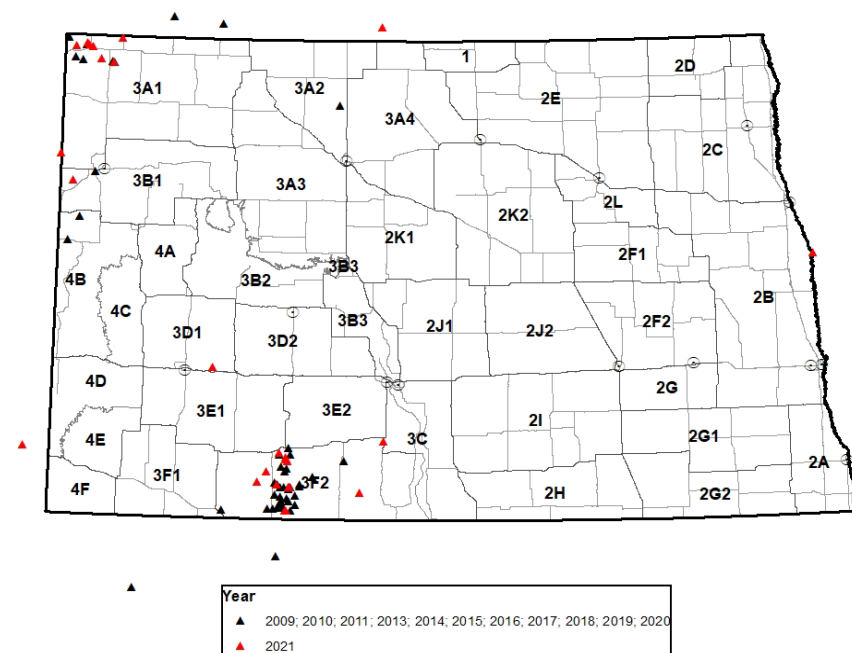 1
2D
3A1
3A2
2E
3A4
2C
3B1
3A3
2L
2K2
2K1
2F1
4A
3B3
4B
3B2
2B
4C
3B3
2F2
3D1
2J1
2J2
3D2
4D
2G
3E1
3E2
2I
4E
3C
2G1
2A
3F1
3F2
4F
2H
2G2
Year
2009; 2010; 2011; 2013; 2014; 2015; 2016; 2017; 2018; 2019; 2020
2021